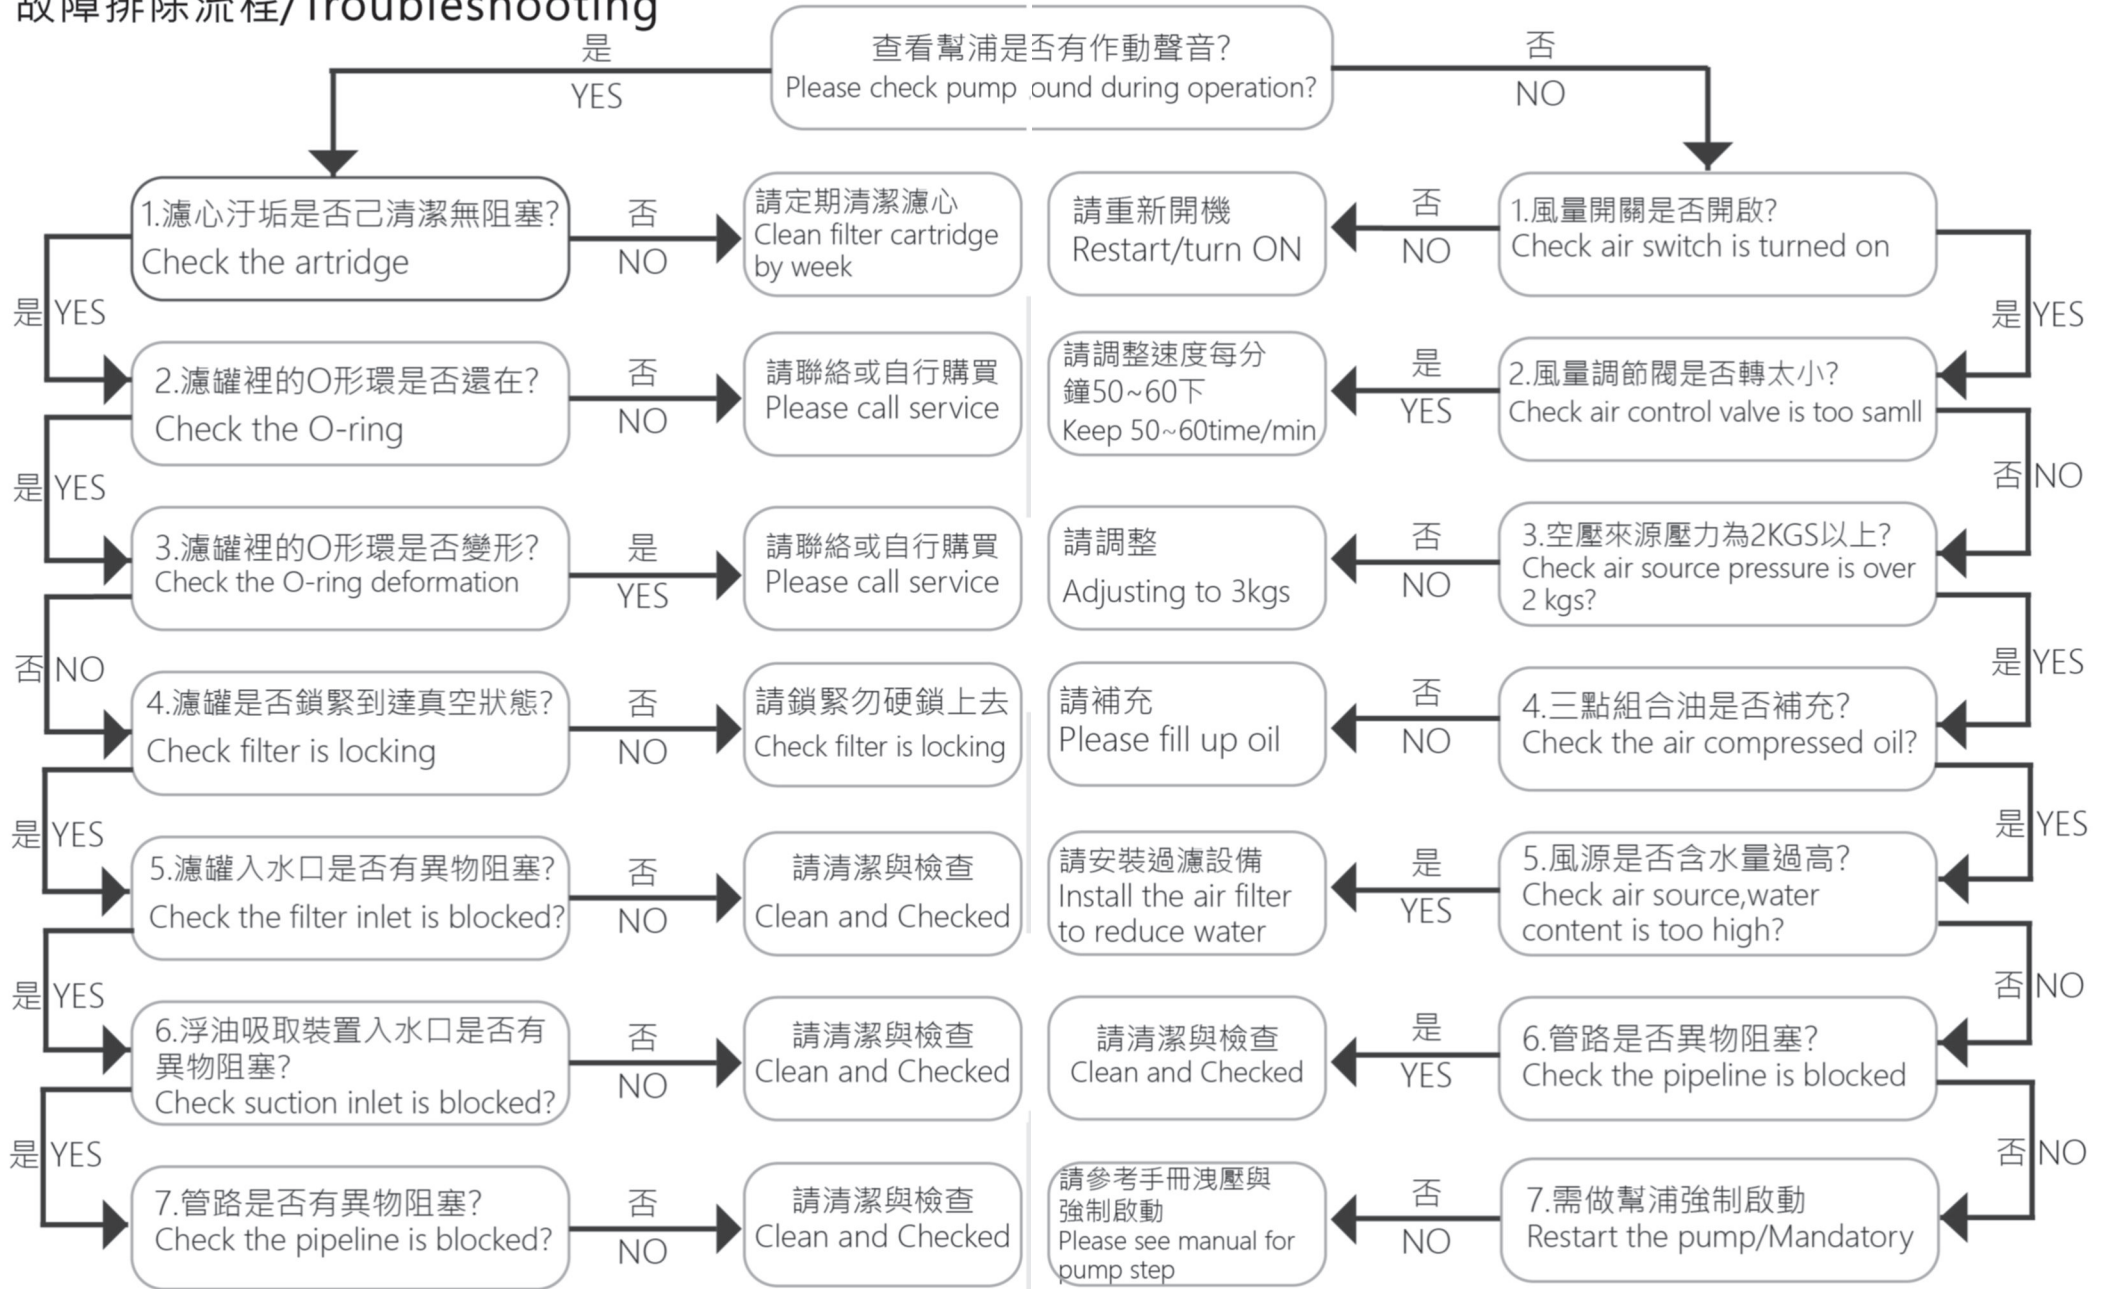 故障排除流程/Troubleshooting
查看幫浦是否有作動聲音?
Please check pump ound during operation?
是
YES
否
NO
1.濾心汙垢是否己清潔無阻塞?
Check the artridge
否
NO
請定期清潔濾心
Clean filter cartridge
by week
請重新開機
Restart/turn ON
否
NO
1.風量開關是否開啟?
Check air switch is turned on
是 YES
是 YES
2.濾罐裡的O形環是否還在?
Check the O-ring
否
NO
請聯絡或自行購買
Please call service
請調整速度每分
鐘50~60下
Keep 50~60time/min
是
YES
2.風量調節閥是否轉太小?
Check air control valve is too samll
是 YES
否 NO
3.濾罐裡的O形環是否變形?
Check the O-ring deformation
是
YES
請聯絡或自行購買
Please call service
請調整
Adjusting to 3kgs
否
NO
3.空壓來源壓力為2KGS以上?
Check air source pressure is over
2 kgs?
否 NO
是 YES
4.濾罐是否鎖緊到達真空狀態?
Check filter is locking
否
NO
請鎖緊勿硬鎖上去
Check filter is locking
請補充
Please fill up oil
否
NO
4.三點組合油是否補充?
Check the air compressed oil?
是 YES
是 YES
5.濾罐入水口是否有異物阻塞?
Check the filter inlet is blocked?
否
NO
請清潔與檢查
Clean and Checked
請安裝過濾設備
Install the air filter
to reduce water
是
YES
5.風源是否含水量過高?
Check air source,water
content is too high?
是 YES
否 NO
6.浮油吸取裝置入水口是否有
異物阻塞?
Check suction inlet is blocked?
否
NO
請清潔與檢查
Clean and Checked
請清潔與檢查
Clean and Checked
是
YES
6.管路是否異物阻塞?
Check the pipeline is blocked
是 YES
否 NO
7.管路是否有異物阻塞?
Check the pipeline is blocked?
否
NO
請清潔與檢查
Clean and Checked
請參考手冊洩壓與
強制啟動
Please see manual for
pump step
否
NO
7.需做幫浦強制啟動
Restart the pump/Mandatory